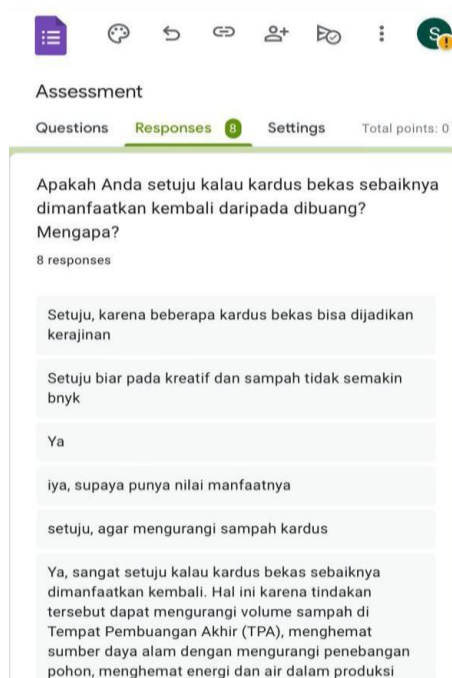 S
Assessment
Questions Responses 8 Settings Total points: 0
Apakah Anda setuju kalau kardus bekas sebaiknya
dimanfaatkan kembali daripada dibuang?
Mengapa?
8 responses
Setuju, karena beberapa kardus bekas bisa dijadikan
kerajinan
Setuju biar pada kreatif dan sampah tidak semakin
bnyk
Ya
iya, supaya punya nilai manfaatnya
setuju, agar mengurangi sampah kardus
Ya, sangat setuju kalau kardus bekas sebaiknya
dimanfaatkan kembali. Hal ini karena tindakan
tersebut dapat mengurangi volume sampah di
Tempat Pembuangan Akhir (TPA), menghemat
sumber daya alam dengan mengurangi penebangan
pohon, menghemat energi dan air dalam produksi